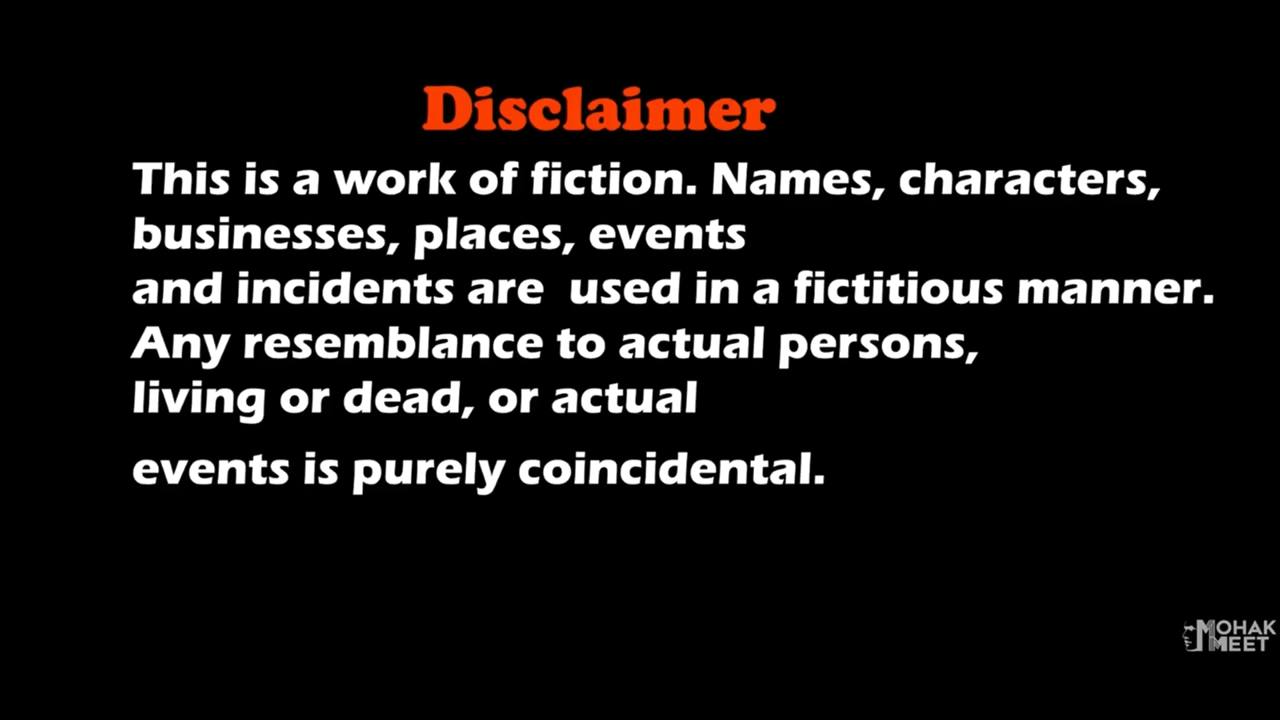 Disclaimer
This is a work of fiction. Names, characters,
businesses, places, events
and incidents are  used in a fictitious manner.
Any resemblance to actual persons,
living or dead, or actual
events is purely coincidental.
MOHAK
MEET